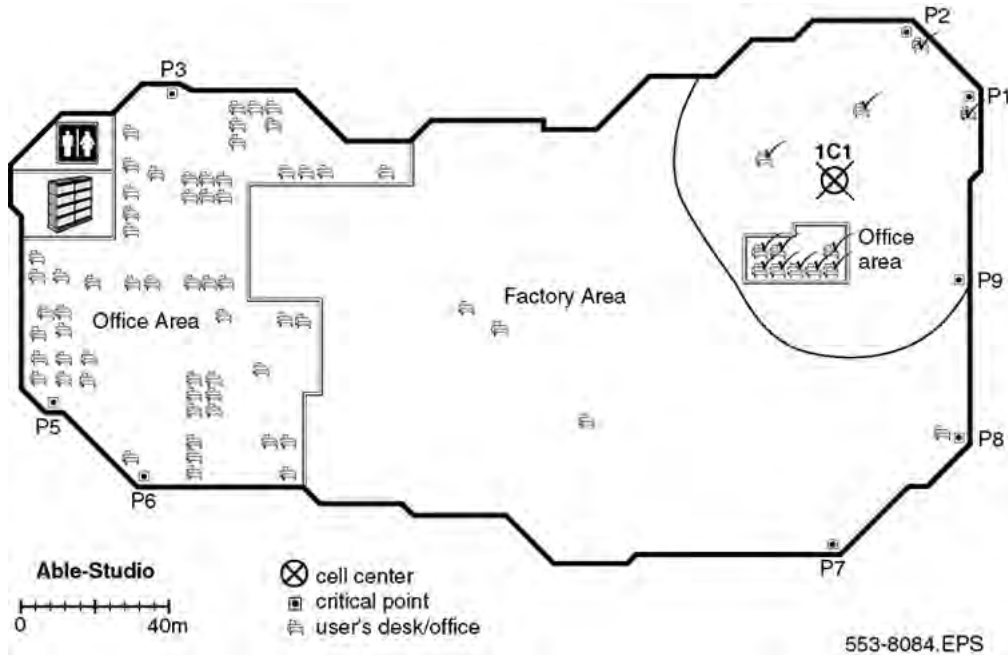 P2
P3
P1
1C1
Office
area
P9
Factory Area
Office Area
P5
P8
P6
P7
Able-Studio
0 40m
cell center
critical point
user's desk/office
553-8084.EPS